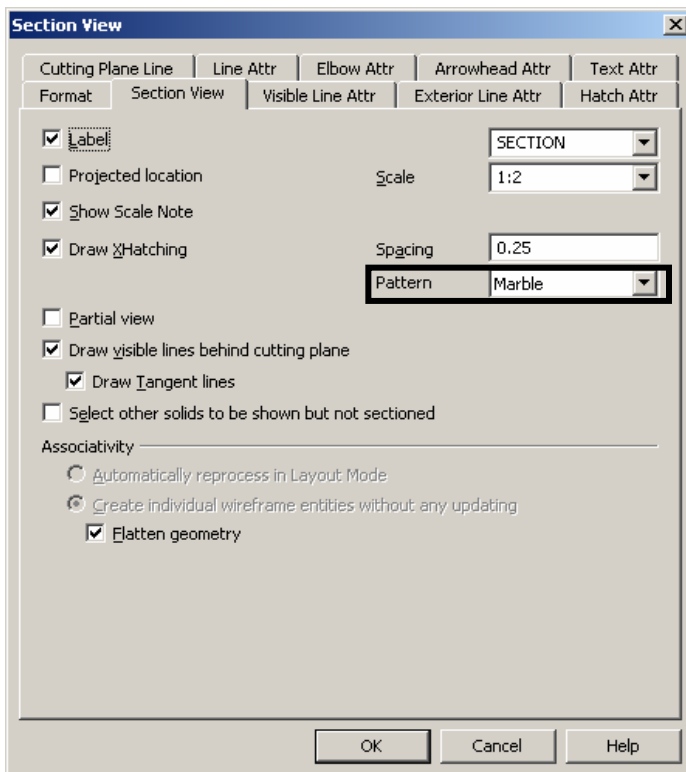 Section View
Cutting Plane Line Line Attr Elbow Attr Arrowhead Attr Text Attr
Format Section View Visible Line Attr Exterior Line Attr Hatch Attr
Label SECTION
Projected location Scale 1:2
Show Scale Note
Draw XHatching Spacing 0.25
Pattern Marble
Partial view
Draw visible lines behind cutting plane
Draw Tangent lines
Select other solids to be shown but not sectioned
Associativity
Automatically reprocess in Layout Mode
Create individual wireframe entities without any updating
Flatten geometry
OK Cancel Help